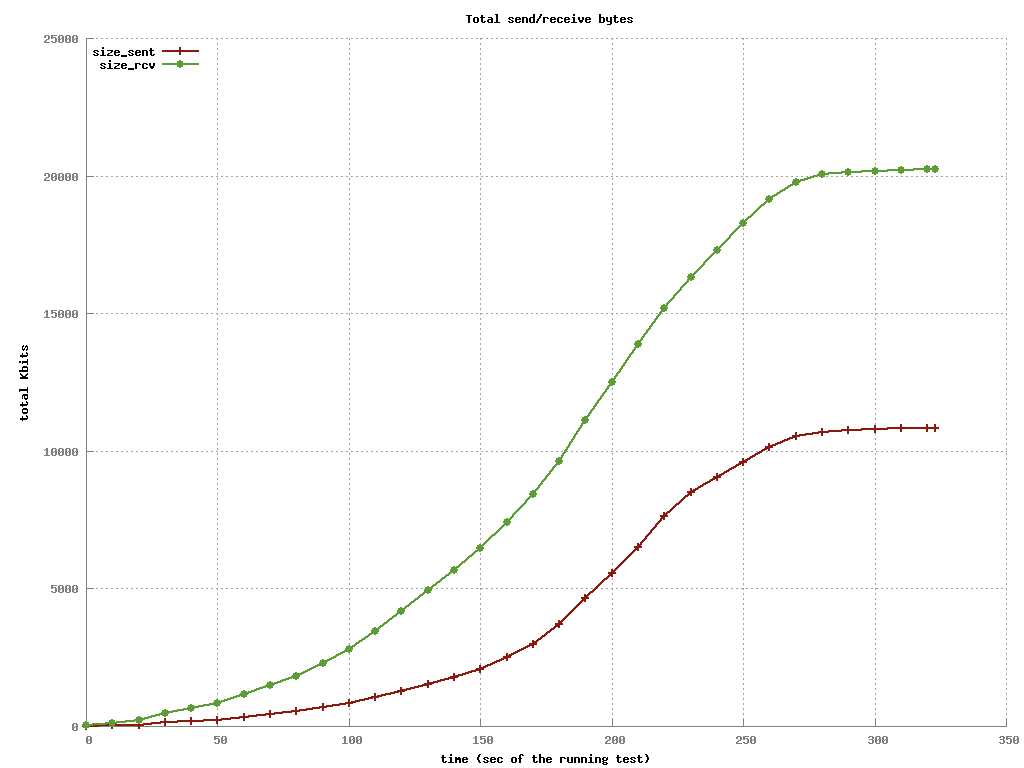 Total send/receive bytes
25000
size_sent
size_rcv
20000
15000
total Kbits
10000
5000
0
0 50 100 150 200 250 300 350
time (sec of the running test)